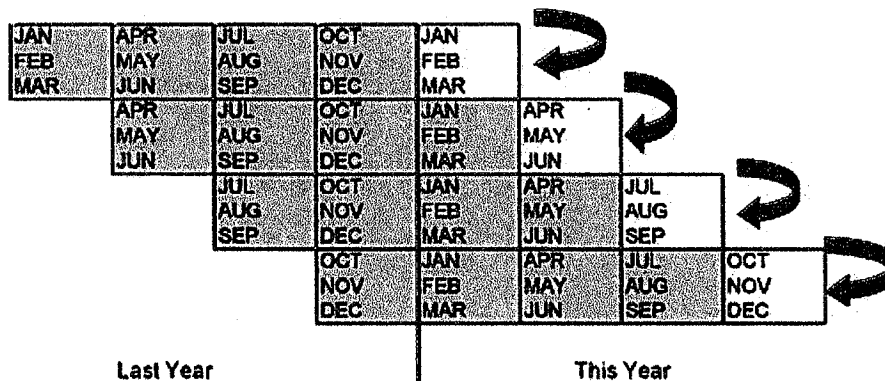 JAN APR JUL OCT JAN
FEB MAY AUG NOV FEB
MAR JUN SEP DEC MAR
APR JUL OCT JAN APR
MAY AUG NOV FEB MAY
JUN SEP DEC MAR JUN
JUL OCT JAN APR JUL
AUG NOV FEB MAY AUG
SEP DEC MAR JUN SEP
OCT JAN APR JUL OCT
NOV FEB MAY AUG NOV
DEC MAR JUN SEP DEC
Last Year This Year